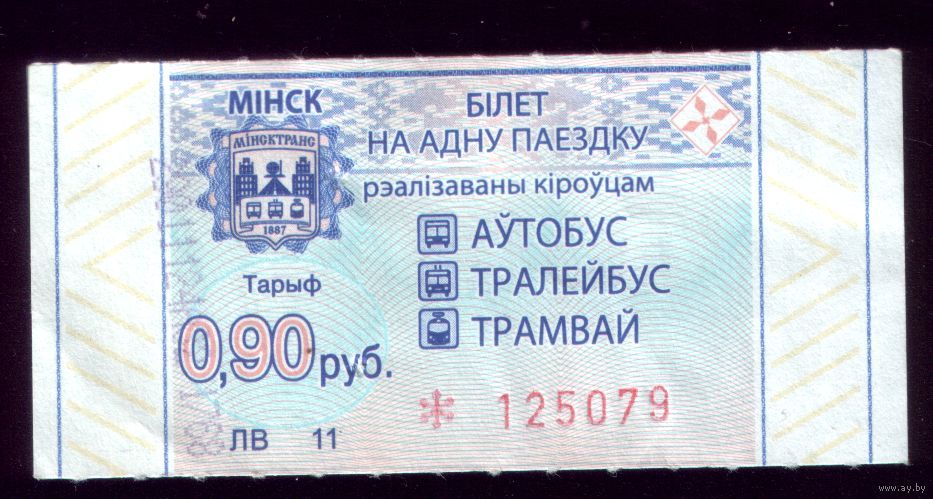 МІНСК
БІЛЕТ
НА АДНУ ПАЕЗДКУ
МІНСКТРАНС
1887
рэалізаваны кіроўцам
АЎТОБУС
ТРАЛЕЙБУС
ТРАМВАЙ
Тарыф
0,90 руб.
125079
ЛВ 11
www.ay.by